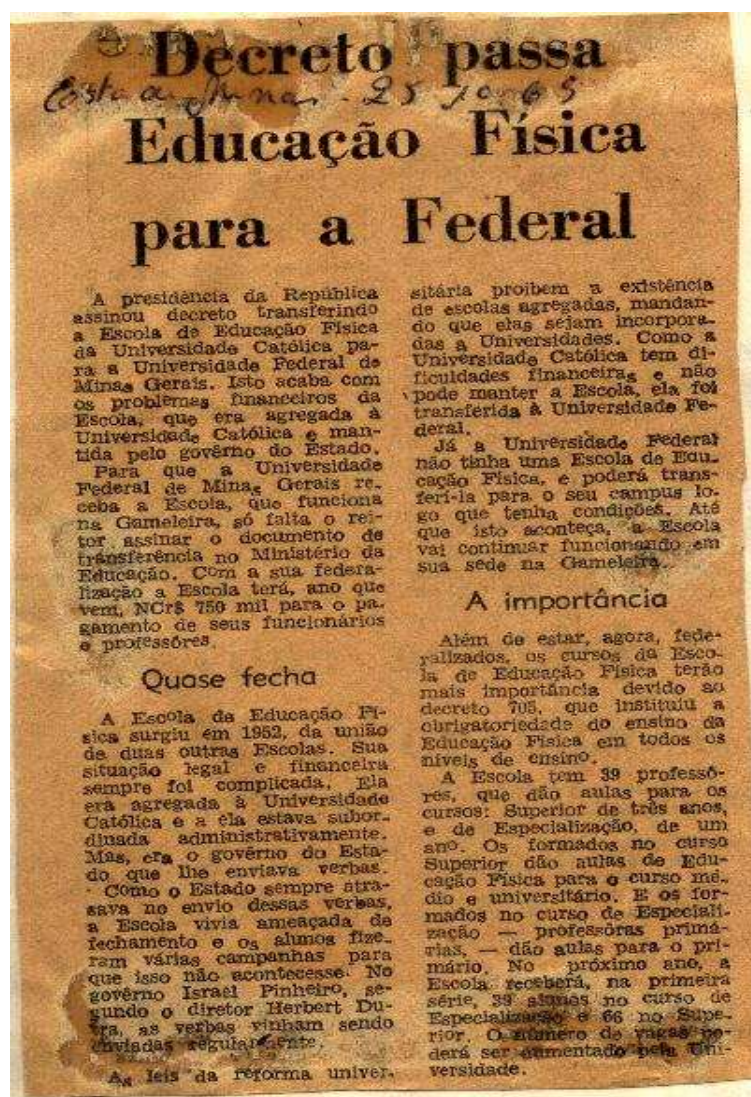 Decreto passa
25 10 69
Educação Física
para a Federal
A presidência da República
assinou decreto transferindo
a Escola de Educação Física
da Universidade Católica pa-
ra a Universidade Federal de
Minas Gerais. Isto acaba com
os problemas financeiros da
Escola, que era agregada à
Universidade Católica e man-
tida pelo govêrno do Estado.
Para que a Universidade
Federal de Minas Gerais re-
ceba a Escola, que funciona
na Gameleira, só falta o rei-
tor assinar o documento de
transferência no Ministério da
Educação. Com a sua federa-
lização a Escola terá, ano que
vem, NCr$ 750 mil para o pa-
gamento de seus funcionários
e professôres.
Quase fecha
A Escola de Educação Fí-
sica surgiu em 1952, da união
de duas outras Escolas. Sua
situação legal e financeira
sempre foi complicada. Ela
era agregada à Universidade
Católica e a ela estava subor-
dinada administrativamente.
Mas, era o govêrno do Esta-
do que lhe enviava verbas.
Como o Estado sempre atra-
sava no envio dessas verbas,
a Escola vivia ameaçada de
fechamento e os alunos fize-
ram várias campanhas para
que isso não acontecesse. No
govêrno Israel Pinheiro, se-
gundo o diretor Herbert Du-
tra, as verbas vinham sendo
enviadas regularmente.
As leis da reforma univer-
sitária proibem a existência
de escolas agregadas, mandan-
do que elas sejam incorpora-
das a Universidades. Como a
Universidade Católica tem di-
ficuldades financeiras e não
pode manter a Escola, ela foi
transferida à Universidade Fe-
deral.
Já a Universidade Federal
não tinha uma Escola de Edu-
cação Física, e poderá trans-
feri-la para o seu campus lo-
go que tenha condições. Até
que isto aconteça, a Escola
vai continuar funcionando em
sua sede na Gameleira.
A importância
Além de estar, agora, fede-
ralizados, os cursos da Esco-
la de Educação Física terão
mais importância devido ao
decreto 705, que instituiu a
obrigatoriedade do ensino da
Educação Física em todos os
níveis de ensino.
A Escola tem 39 professô-
res, que dão aulas para os
cursos: Superior de três anos,
e de Especialização, de um
ano. Os formados no curso
Superior dão aulas de Edu-
cação Física para o curso mé-
dio e universitário. E os for-
mados no curso de Especiali-
zação — professôras primá-
rias, — dão aulas para o pri-
mário. No próximo ano, a
Escola receberá, na primeira
série, 39 alunos no curso de
Especialização e 66 no Supe-
rior. O número de vagas po-
derá ser aumentado pela Uni-
versidade.